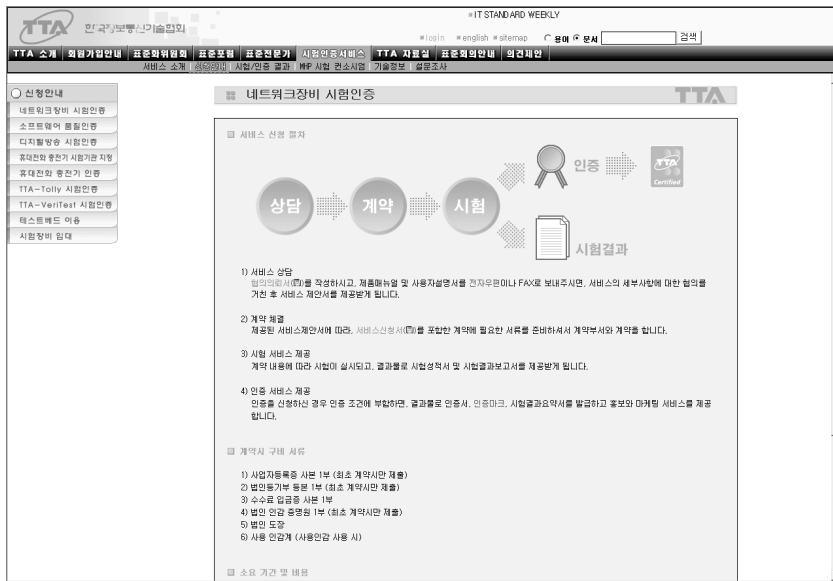 ※IT STANDARD WEEKLY
TTA 한국정보통신기술협회
※login ※english ※sitemap 용어 문서 검색
TTA 소개 회원가입안내 표준화위원회 표준포럼 표준전문가 시험인증서비스 TTA 자료실 표준회의안내 의견제안
서비스 소개 신청안내 시험/인증 결과 MHP 시험 컨소시엄 기술정보 설문조사
신청안내
네트워크장비 시험인증
소프트웨어 품질인증
디지털방송 시험인증
휴대전화 충전기 시험기관 지정
휴대전화 충전기 인증
TTA-Tolly 시험인증
TTA-VeriTest 시험인증
테스트베드 이용
시험장비 임대
네트워크장비 시험인증 TTA
서비스 신청 절차
상담 계약 시험 인증 TTA Certified
시험결과
1) 서비스 상담
협의의뢰서()를 작성하시고, 제품매뉴얼 및 사용자설명서를 전자우편이나 FAX로 보내주시면, 서비스의 세부사항에 대한 협의를
거친 후 서비스 제안서를 제공받게 됩니다.
2) 계약 체결
제공된 서비스제안서에 따라, 서비스신청서()를 포함한 계약에 필요한 서류를 준비하셔서 계약부서와 계약을 합니다.
3) 시험 서비스 제공
계약 내용에 따라 시험이 실시되고, 결과물로 시험성적서 및 시험결과보고서를 제공받게 됩니다.
4) 인증 서비스 제공
인증을 신청하신 경우 인증 조건에 부합하면, 결과물로 인증서, 인증마크, 시험결과요약서를 발급하고 홍보와 마케팅 서비스를 제공
합니다.
계약시 구비 서류
1) 사업자등록증 사본 1부 (최초 계약시만 제출)
2) 법인등기부 등본 1부 (최초 계약시만 제출)
3) 수수료 입금증 사본 1부
4) 법인 인감 증명원 1부 (최초 계약시만 제출)
5) 법인 도장
6) 사용 인감계 (사용인감 사용 시)
소요 기간 및 비용